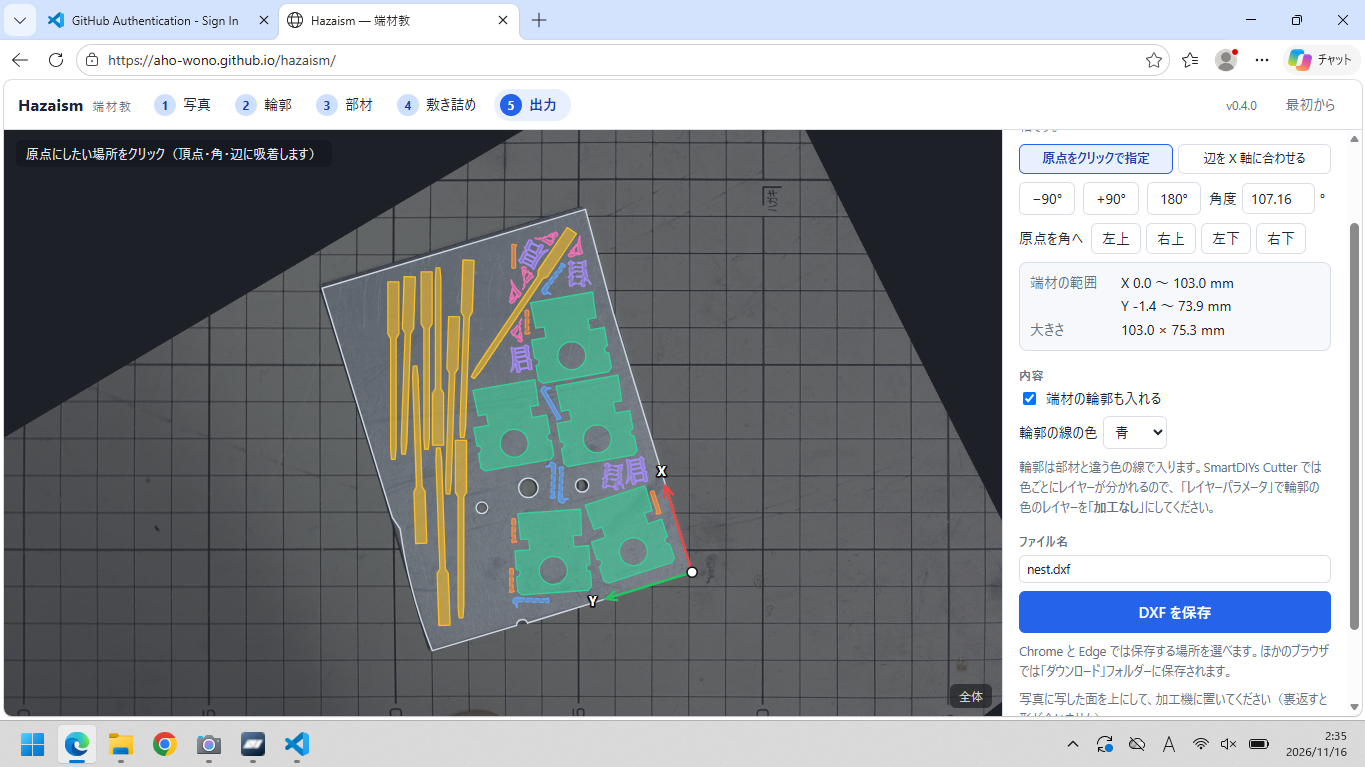 GitHub Authentication - Sign In
Hazaism — 端材教
https://aho-wono.github.io/hazaism/
チャット
Hazaism 端材教
1 写真
2 輪郭
3 部材
4 敷き詰め
5 出力
v0.4.0
最初から
原点にしたい場所をクリック（頂点・角・辺に吸着します）
X
Y
全体
原点をクリックで指定
辺を X 軸に合わせる
−90°
+90°
180°
角度
107.16
°
原点を角へ
左上
右上
左下
右下
端材の範囲
X 0.0 ～ 103.0 mm
Y -1.4 ～ 73.9 mm
大きさ
103.0 × 75.3 mm
内容
端材の輪郭も入れる
輪郭の線の色
青
輪郭は部材と違う色の線で入ります。SmartDIYs Cutter では
色ごとにレイヤーが分かれるので、「レイヤーパラメータ」で輪郭の
色のレイヤーを「加工なし」にしてください。
ファイル名
nest.dxf
DXF を保存
Chrome と Edge では保存する場所を選べます。ほかのブラウザ
では「ダウンロード」フォルダーに保存されます。
写真に写した面を上にして、加工機に置いてください（裏返すと
A
2:35
2026/11/16